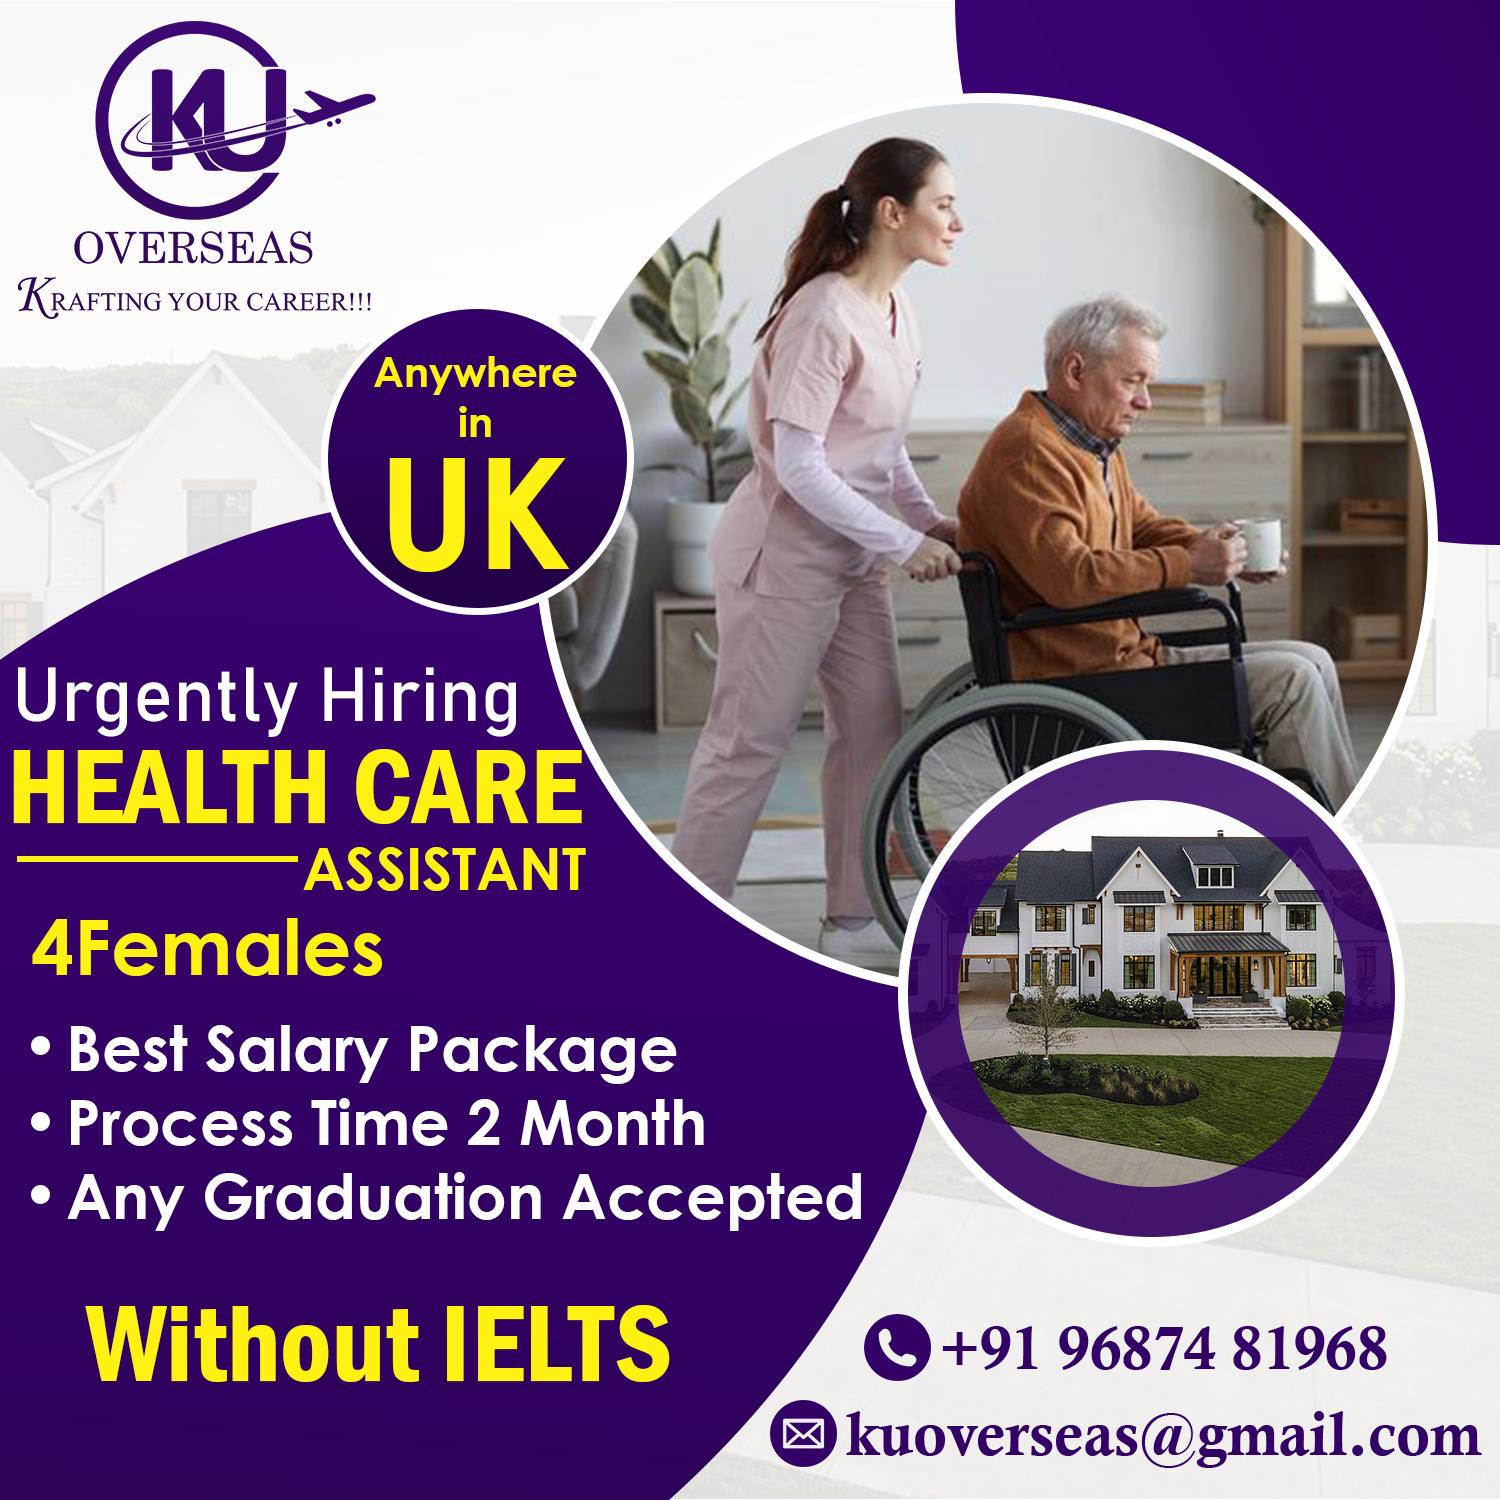 KU
OVERSEAS
KRAFTING YOUR CAREER!!!
Anywhere
in
UK
Urgently Hiring
HEALTH CARE
ASSISTANT
4Females
• Best Salary Package
• Process Time 2 Month
• Any Graduation Accepted
Without IELTS
+91 96874 81968
kuoverseas@gmail.com